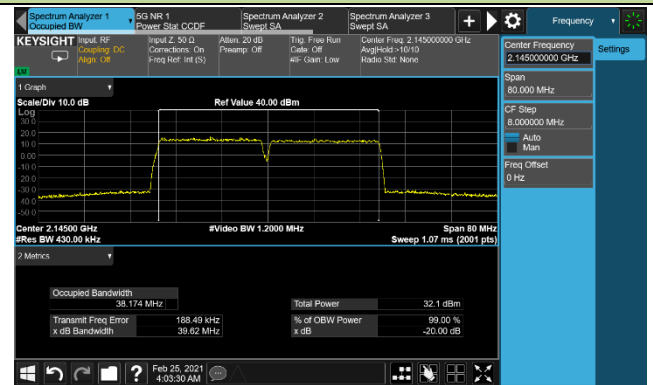 Spectrum Analyzer 1
Occupied BW
5G NR 1
Power Stat CCDF
Spectrum Analyzer 2
Swept SA
Spectrum Analyzer 3
Swept SA
Frequency
KEYSIGHT
Input: RF
Coupling: DC
Align: Off
Input Z: 50 Ω
Corrections: On
Freq Ref: Int (S)
Atten: 20 dB
Preamp: Off
Trig: Free Run
Gate: Off
#IF Gain: Low
Center Freq: 2.145000000 GHz
Avg|Hold:>10/10
Radio Std: None
LXI
Center Frequency
2.145000000 GHz
Settings
Span
80.000 MHz
CF Step
8.000000 MHz
Auto
Man
Freq Offset
0 Hz
1 Graph
Scale/Div 10.0 dB
Ref Value 40.00 dBm
Log
30.0
20.0
10.0
0.00
-10.0
-20.0
-30.0
-40.0
-50.0
Center 2.14500 GHz
#Video BW 1.2000 MHz
Span 80 MHz
#Res BW 430.00 kHz
Sweep 1.07 ms (2001 pts)
2 Metrics
Occupied Bandwidth
38.174 MHz
Total Power 32.1 dBm
Transmit Freq Error 188.49 kHz
% of OBW Power 99.00 %
x dB Bandwidth 39.62 MHz
x dB -20.00 dB
?
Feb 25, 2021
4:03:30 AM